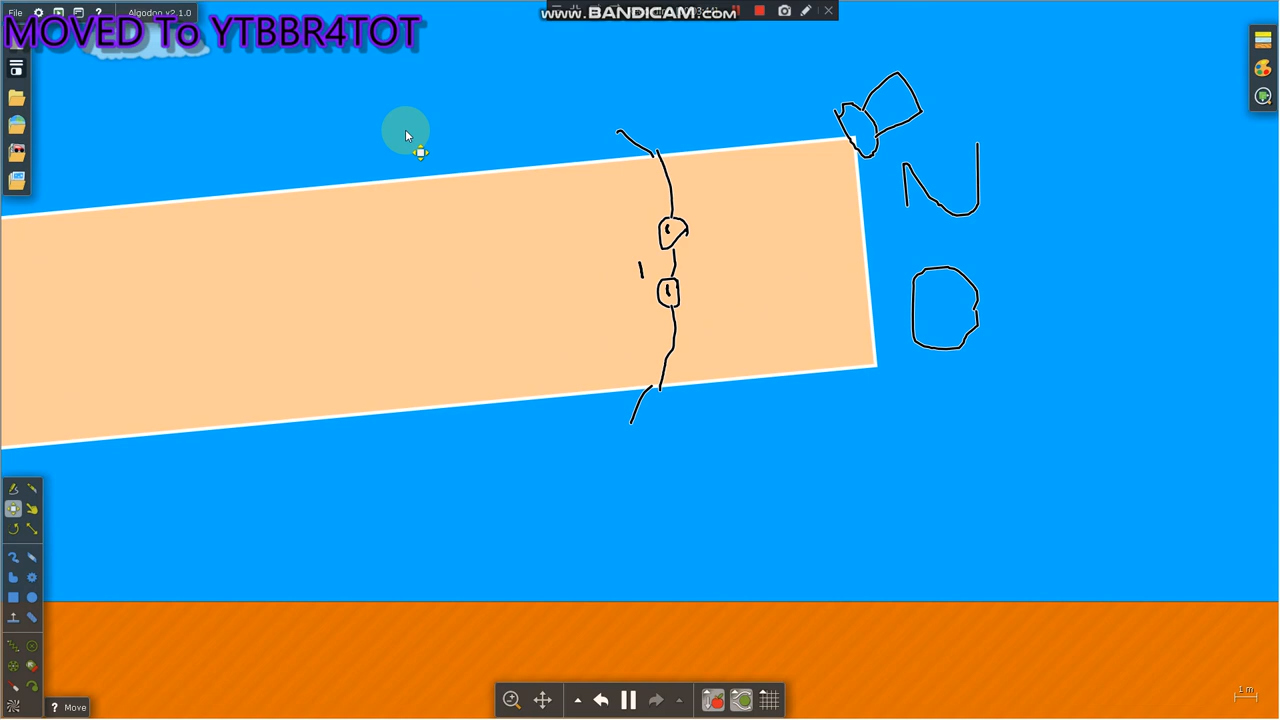 File
Algodoo v2.1.0
www.BANDICAM.com
MOVED To YTBBR4TOT
?
? Move
1 m